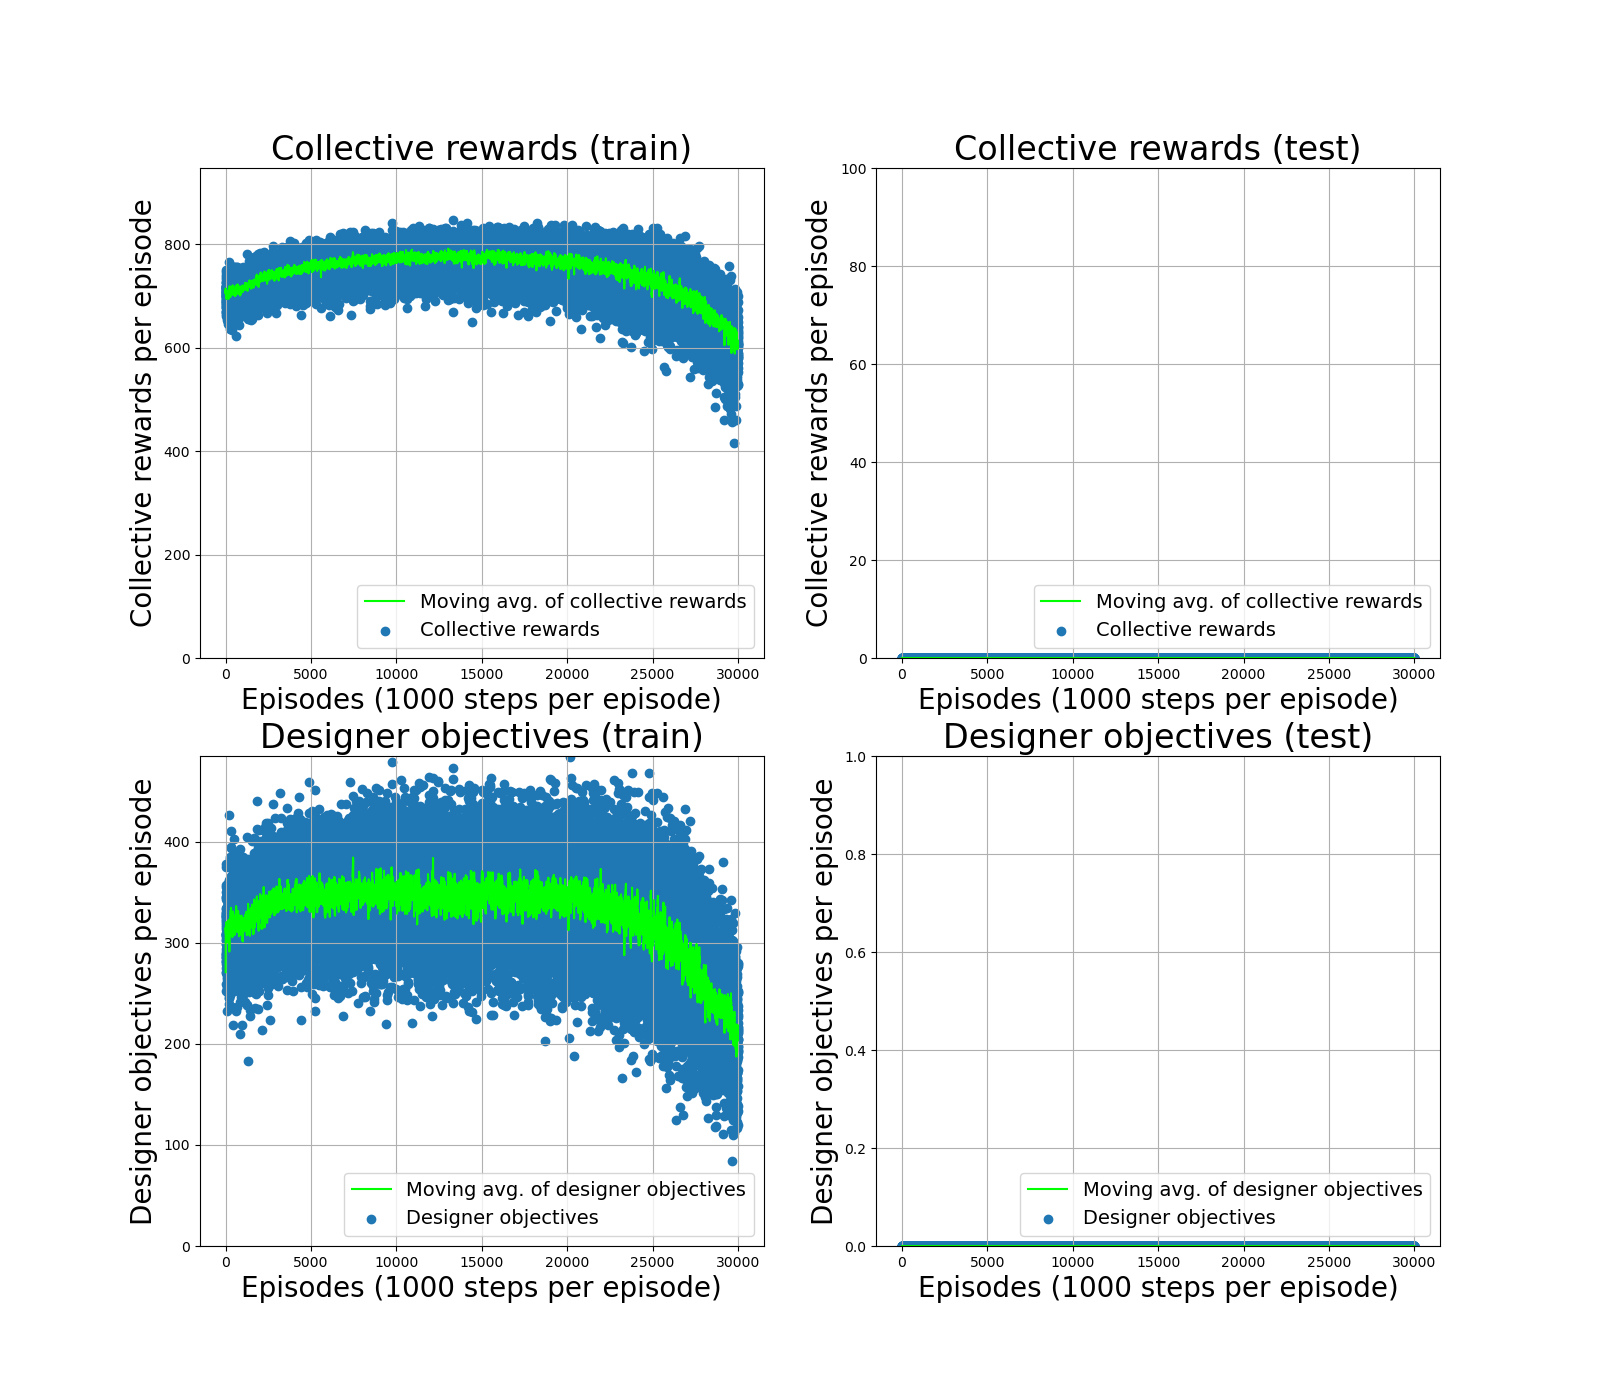 Collective rewards (train)
Collective rewards per episode
800
600
400
200
0
Moving avg. of collective rewards
Collective rewards
0 5000 10000 15000 20000 25000 30000
Episodes (1000 steps per episode)
Collective rewards (test)
Collective rewards per episode
100
80
60
40
20
0
Moving avg. of collective rewards
Collective rewards
0 5000 10000 15000 20000 25000 30000
Episodes (1000 steps per episode)
Designer objectives (train)
Designer objectives per episode
400
300
200
100
0
Moving avg. of designer objectives
Designer objectives
0 5000 10000 15000 20000 25000 30000
Episodes (1000 steps per episode)
Designer objectives (test)
Designer objectives per episode
1.0
0.8
0.6
0.4
0.2
0.0
Moving avg. of designer objectives
Designer objectives
0 5000 10000 15000 20000 25000 30000
Episodes (1000 steps per episode)